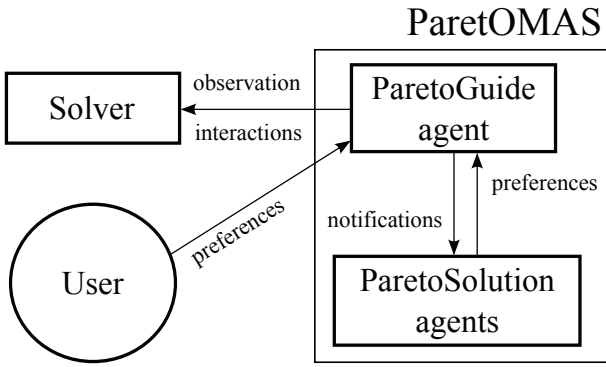 ParetOMAS
observation
Solver
interactions
ParetoGuide
agent
preferences
notifications
preferences
User
ParetoSolution
agents